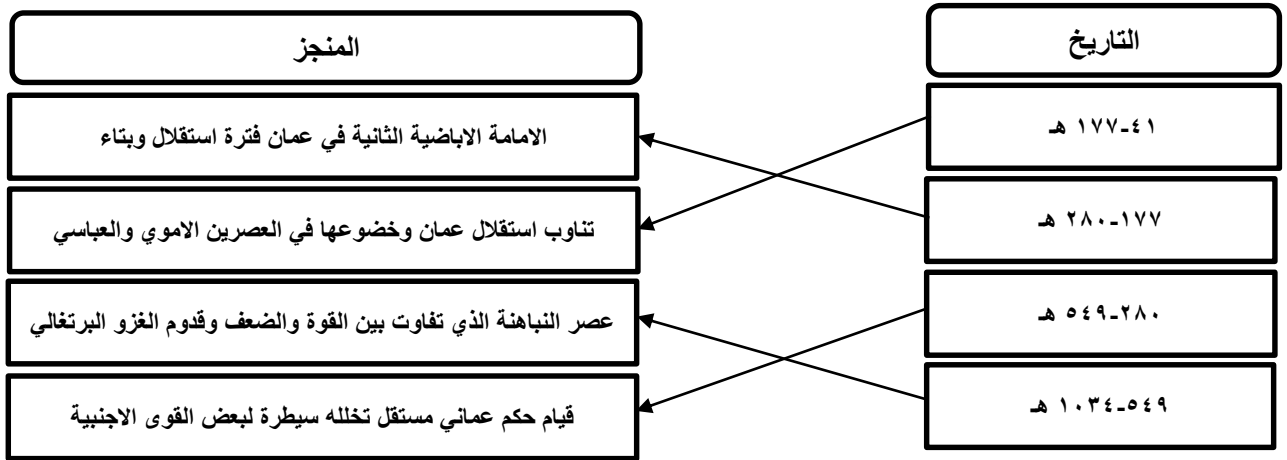 التاريخ
٤١-١٧٧ هـ
١٧٧-٢٨٠ هـ
٢٨٠-٥٤٩ هـ
٥٤٩-١٠٣٤ هـ
المنجز
الامامة الاباضية الثانية في عمان فترة استقلال وبتاء
تناوب استقلال عمان وخضوعها في العصرين الاموي والعباسي
عصر النباهنة الذي تفاوت بين القوة والضعف وقدوم الغزو البرتغالي
قيام حكم عماني مستقل تخلله سيطرة لبعض القوى الاجنبية